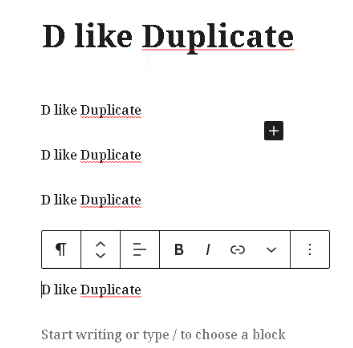 D like Duplicate
D like Duplicate
D like Duplicate
D like Duplicate
B I
D like Duplicate
Start writing or type / to choose a block